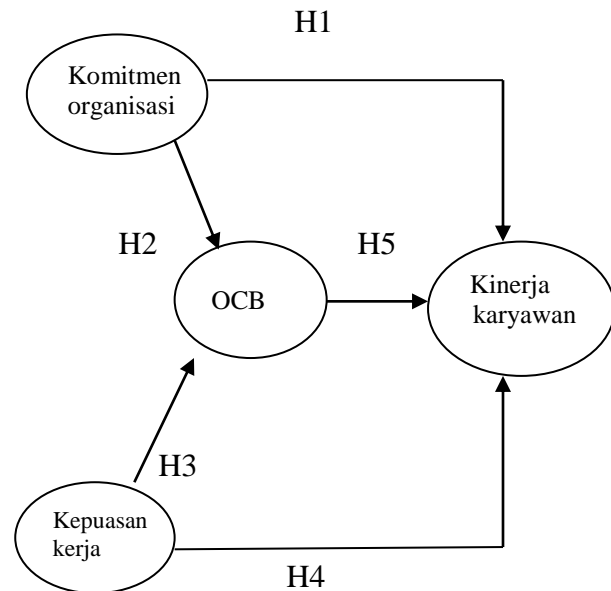 H1
Komitmen
organisasi
H2
H5
OCB
Kinerja
karyawan
H3
Kepuasan
kerja
H4